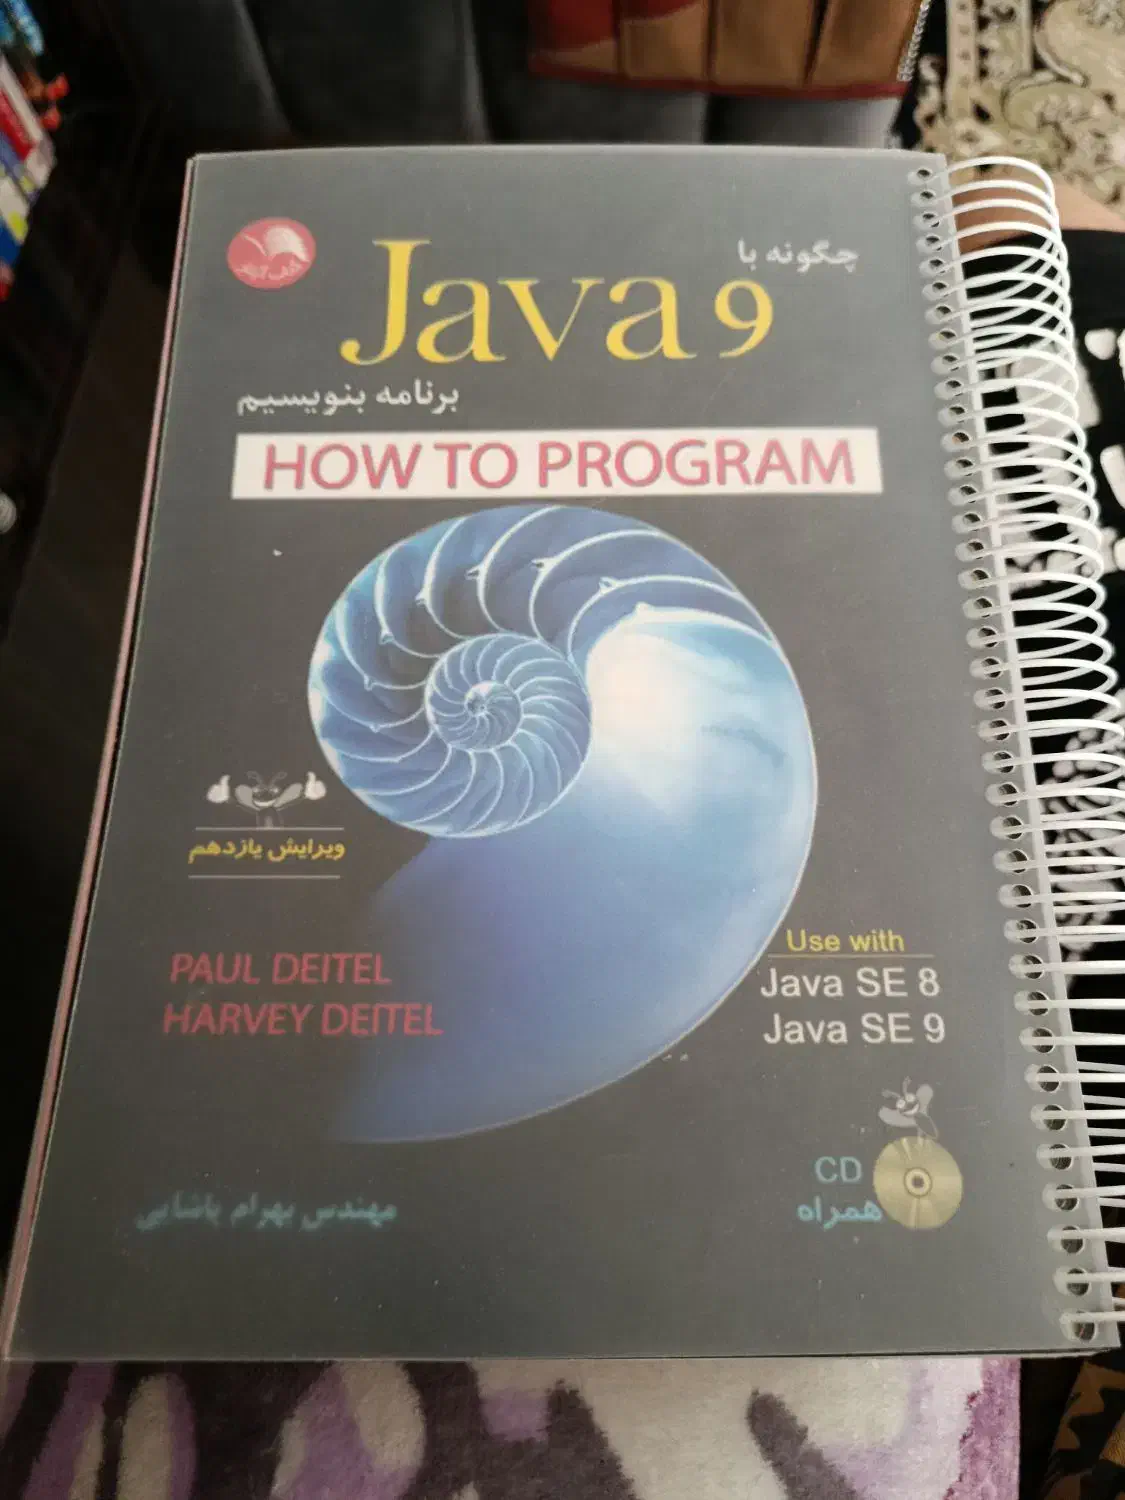 چگونه با
Java 9
برنامه بنویسیم
HOW TO PROGRAM
ویرایش یازدهم
PAUL DEITEL
HARVEY DEITEL
Use with
Java SE 8
Java SE 9
CD
همراه
مهندس بهرام پاشایی